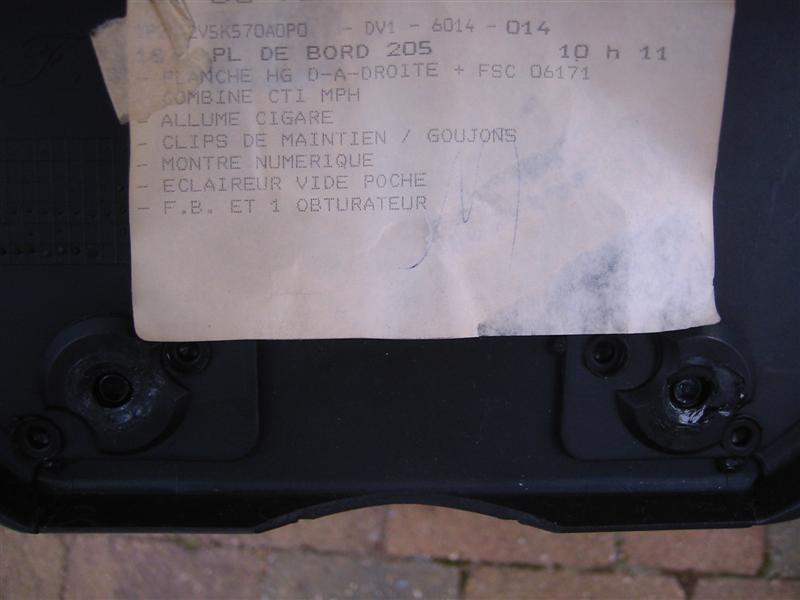 2V5K570A0P0 - DV1 - 6014 - 014
PL DE BORD 205 10 h 11
PLANCHE HG D-A-DROITE + FSC 06171
COMBINE CTI MPH
- ALLUME CIGARE
- CLIPS DE MAINTIEN / GOUJONS
- MONTRE NUMERIQUE
- ECLAIREUR VIDE POCHE
- F.B. ET 1 OBTURATEUR